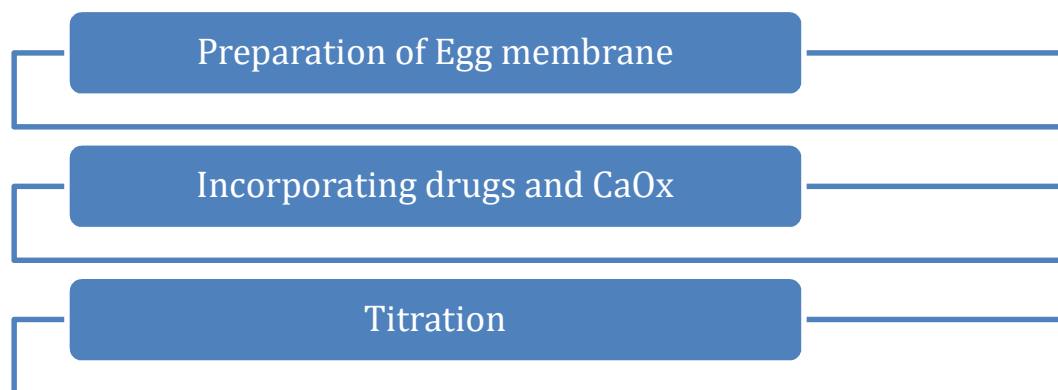 Preparation of Egg membrane
Incorporating drugs and CaOx
Titration